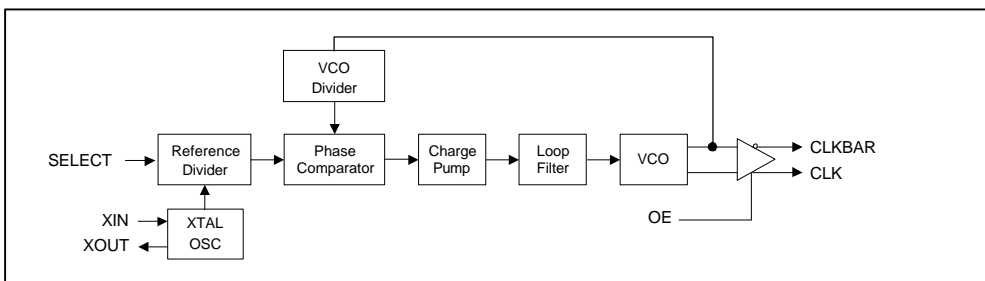 VCO
Divider
SELECT
Reference
Divider
Phase
Comparator
Charge
Pump
Loop
Filter
VCO
CLKBAR
CLK
XIN
XOUT
XTAL
OSC
OE